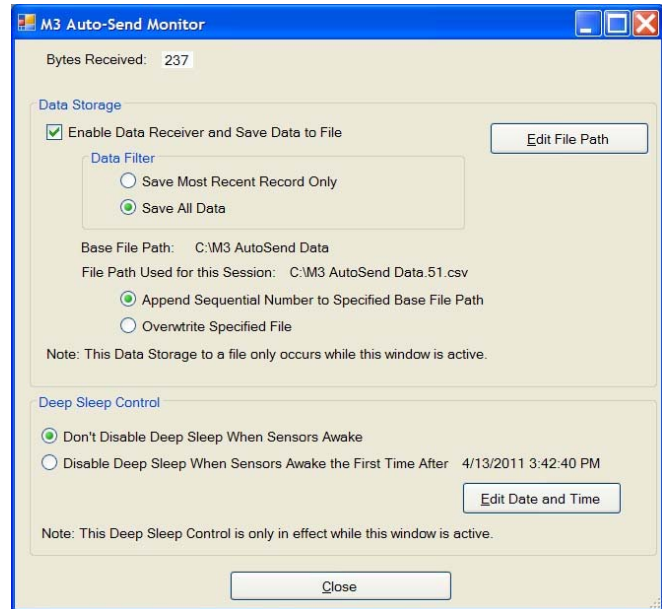 M3 Auto-Send Monitor
Bytes Received: 237
Data Storage
Enable Data Receiver and Save Data to File
Edit File Path
Data Filter
Save Most Recent Record Only
Save All Data
Base File Path: C:\M3 AutoSend Data
File Path Used for this Session: C:\M3 AutoSend Data.51.csv
Append Sequential Number to Specified Base File Path
Overwtrite Specified File
Note: This Data Storage to a file only occurs while this window is active.
Deep Sleep Control
Don't Disable Deep Sleep When Sensors Awake
Disable Deep Sleep When Sensors Awake the First Time After 4/13/2011 3:42:40 PM
Edit Date and Time
Note: This Deep Sleep Control is only in effect while this window is active.
Close